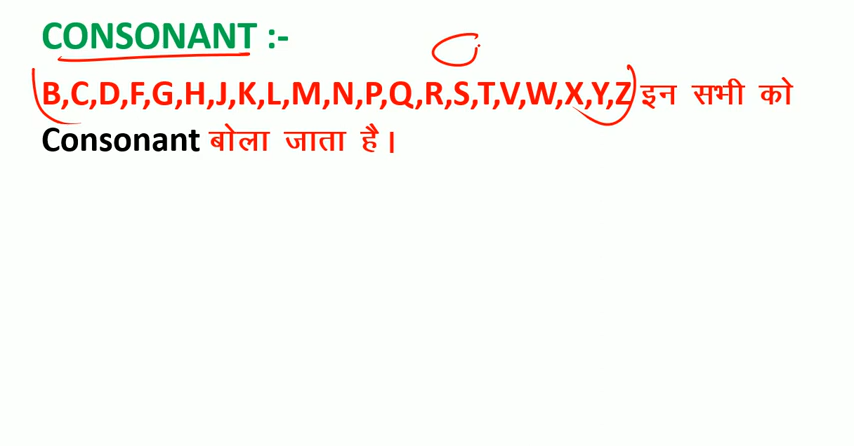 CONSONANT :-
B,C,D,F,G,H,J,K,L,M,N,P,Q,R,S,T,V,W,X,Y,Z इन सभी को
Consonant बोला जाता है।